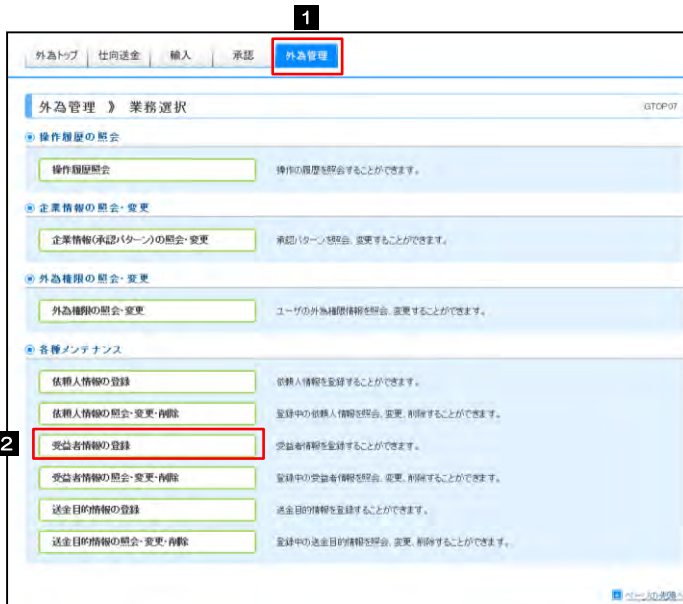 1
外為トップ 仕向送金 輸入 承認 外為管理
外為管理 》 業務選択 GTOP07
操作履歴の照会
操作履歴照会 操作の履歴を照会することができます。
企業情報の照会・変更
企業情報(承認パターン)の照会・変更 承認パターンを照会、変更することができます。
外為権限の照会・変更
外為権限の照会・変更 ユーザの外為権限情報を照会、変更することができます。
各種メンテナンス
依頼人情報の登録 依頼人情報を登録することができます。
依頼人情報の照会・変更・削除 登録中の依頼人情報を照会、変更、削除することができます。
2 受益者情報の登録 受益者情報を登録することができます。
受益者情報の照会・変更・削除 登録中の受益者情報を照会、変更、削除することができます。
送金目的情報の登録 送金目的情報を登録することができます。
送金目的情報の照会・変更・削除 登録中の送金目的情報を照会、変更、削除することができます。
ページの先頭へ